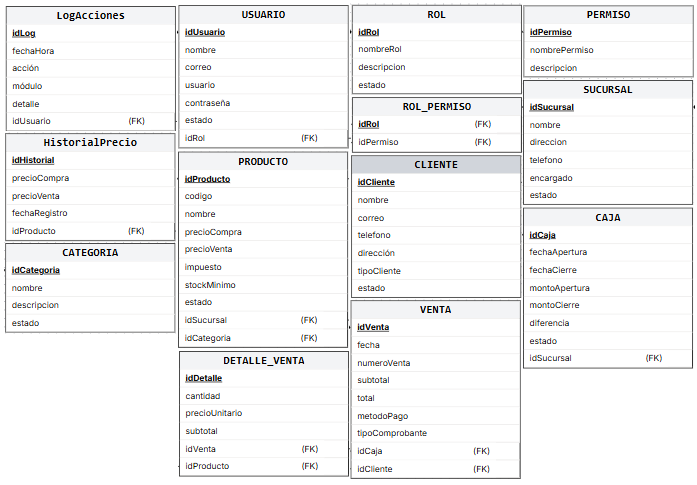 LogAcciones
idLog
fechaHora
acción
módulo
detalle
idUsuario (FK)
HistorialPrecio
idHistorial
precioCompra
precioVenta
fechaRegistro
idProducto (FK)
CATEGORIA
idCategoria
nombre
descripcion
estado
USUARIO
idUsuario
nombre
correo
usuario
contraseña
estado
idRol (FK)
PRODUCTO
idProducto
codigo
nombre
precioCompra
precioVenta
impuesto
stockMinimo
estado
idSucursal (FK)
idCategoria (FK)
DETALLE_VENTA
idDetalle
cantidad
precioUnitario
subtotal
idVenta (FK)
idProducto (FK)
ROL
idRol
nombreRol
descripcion
estado
ROL_PERMISO
idRol (FK)
idPermiso (FK)
CLIENTE
idCliente
nombre
correo
telefono
dirección
tipoCliente
estado
VENTA
idVenta
fecha
numeroVenta
subtotal
total
metodoPago
tipoComprobante
idCaja (FK)
idCliente (FK)
PERMISO
idPermiso
nombrePermiso
descripcion
SUCURSAL
idSucursal
nombre
direccion
telefono
encargado
estado
CAJA
idCaja
fechaApertura
fechaCierre
montoApertura
montoCierre
diferencia
estado
idSucursal (FK)